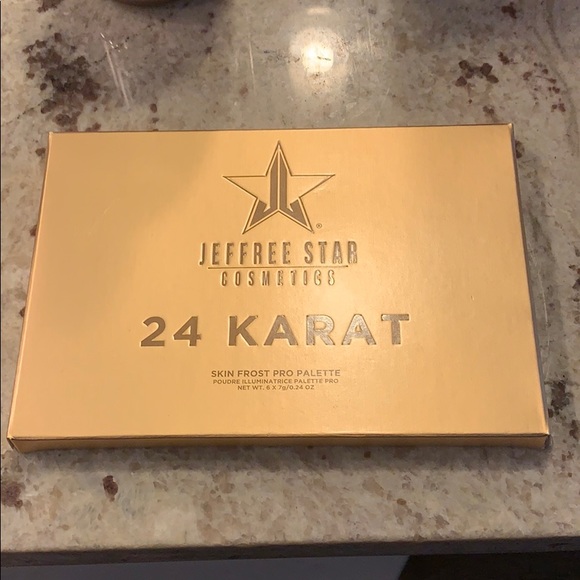 ®
JEFFREE STAR
COSMETICS
24 KARAT
SKIN FROST PRO PALETTE
POUDRE ILLUMINATRICE PALETTE PRO
NET WT. 6 X 7g/0.24 OZ